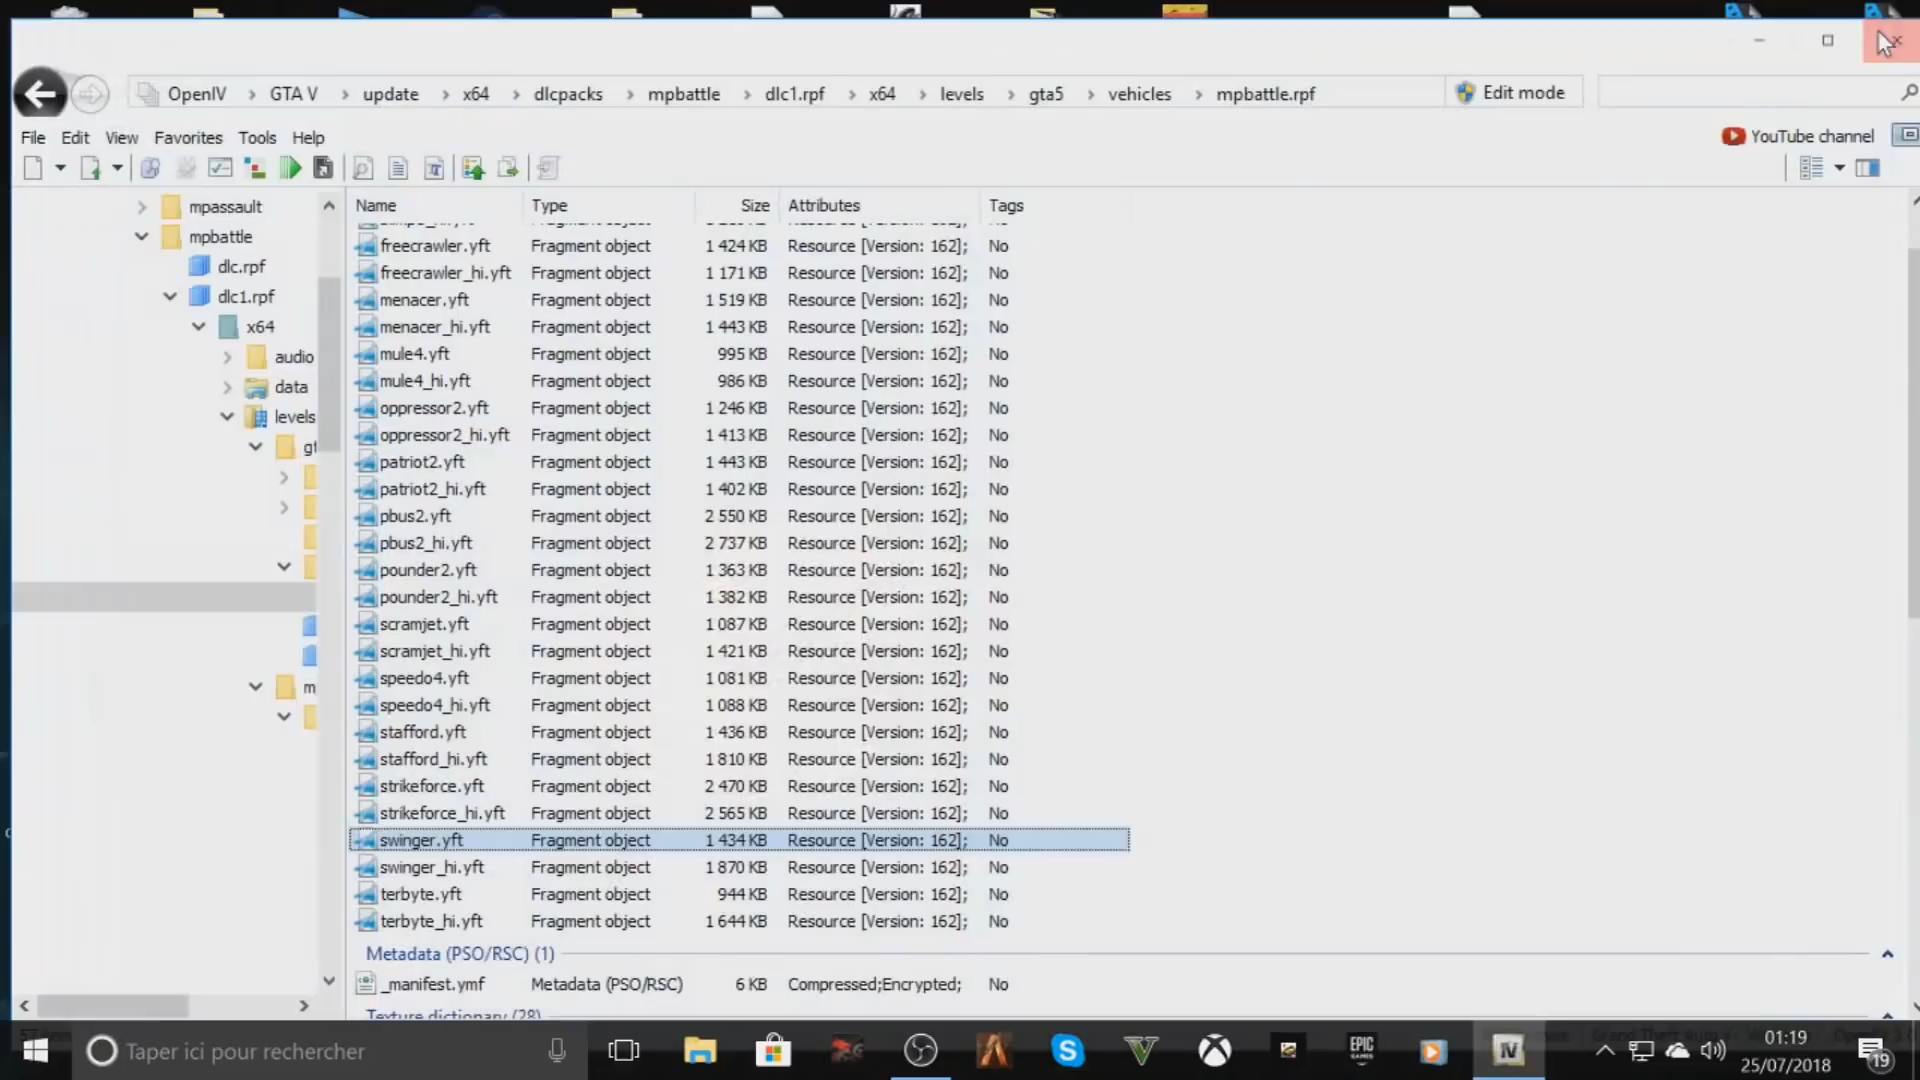 OpenIV > GTA V > update > x64 > dlcpacks > mpbattle > dlc1.rpf > x64 > levels > gta5 > vehicles > mpbattle.rpf Edit mode
File Edit View Favorites Tools Help YouTube channel
Name Type Size Attributes Tags
mpassault
mpbattle
dlc.rpf
dlc1.rpf
x64
audio
data
levels
freecrawler.yft Fragment object 1 424 KB Resource [Version: 162]; No
freecrawler_hi.yft Fragment object 1 171 KB Resource [Version: 162]; No
menacer.yft Fragment object 1 519 KB Resource [Version: 162]; No
menacer_hi.yft Fragment object 1 443 KB Resource [Version: 162]; No
mule4.yft Fragment object 995 KB Resource [Version: 162]; No
mule4_hi.yft Fragment object 986 KB Resource [Version: 162]; No
oppressor2.yft Fragment object 1 246 KB Resource [Version: 162]; No
oppressor2_hi.yft Fragment object 1 413 KB Resource [Version: 162]; No
patriot2.yft Fragment object 1 443 KB Resource [Version: 162]; No
patriot2_hi.yft Fragment object 1 402 KB Resource [Version: 162]; No
pbus2.yft Fragment object 2 550 KB Resource [Version: 162]; No
pbus2_hi.yft Fragment object 2 737 KB Resource [Version: 162]; No
pounder2.yft Fragment object 1 363 KB Resource [Version: 162]; No
pounder2_hi.yft Fragment object 1 382 KB Resource [Version: 162]; No
scramjet.yft Fragment object 1 087 KB Resource [Version: 162]; No
scramjet_hi.yft Fragment object 1 421 KB Resource [Version: 162]; No
speedo4.yft Fragment object 1 081 KB Resource [Version: 162]; No
speedo4_hi.yft Fragment object 1 088 KB Resource [Version: 162]; No
stafford.yft Fragment object 1 436 KB Resource [Version: 162]; No
stafford_hi.yft Fragment object 1 810 KB Resource [Version: 162]; No
strikeforce.yft Fragment object 2 470 KB Resource [Version: 162]; No
strikeforce_hi.yft Fragment object 2 565 KB Resource [Version: 162]; No
swinger.yft Fragment object 1 434 KB Resource [Version: 162]; No
swinger_hi.yft Fragment object 1 870 KB Resource [Version: 162]; No
terbyte.yft Fragment object 944 KB Resource [Version: 162]; No
terbyte_hi.yft Fragment object 1 644 KB Resource [Version: 162]; No
Metadata (PSO/RSC) (1)
_manifest.ymf Metadata (PSO/RSC) 6 KB Compressed;Encrypted; No
Texture dictionary (28)
Taper ici pour rechercher
EPIC GAMES
IV
01:19
25/07/2018
19